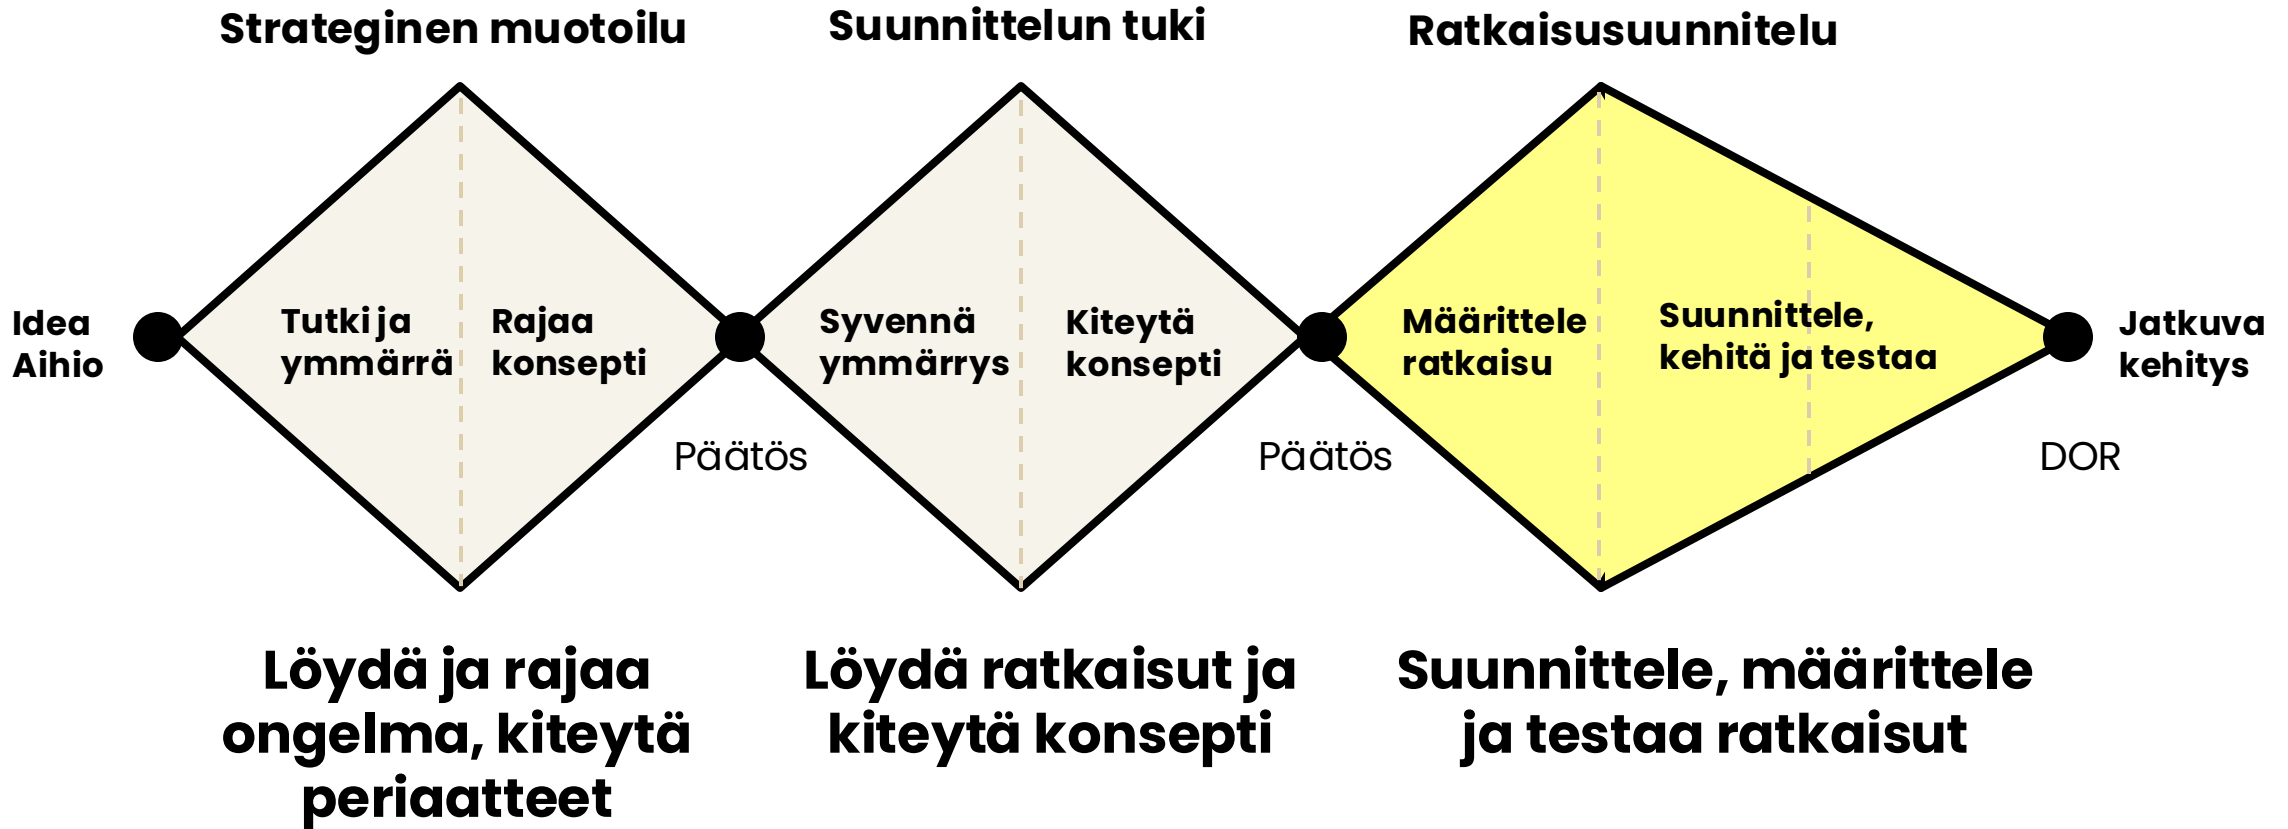 Strateginen muotoilu
Suunnittelun tuki
Ratkaisusuunnitelu
Idea
Aihio
Tutki ja
ymmärrä
Rajaa
konsepti
Syvennä
ymmärrys
Kiteytä
konsepti
Määrittele
ratkaisu
Suunnittele,
kehitä ja testaa
Jatkuva
kehitys
Päätös
Päätös
DOR
Löydä ja rajaa
ongelma, kiteytä
periaatteet
Löydä ratkaisut ja
kiteytä konsepti
Suunnittele, määrittele
ja testaa ratkaisut